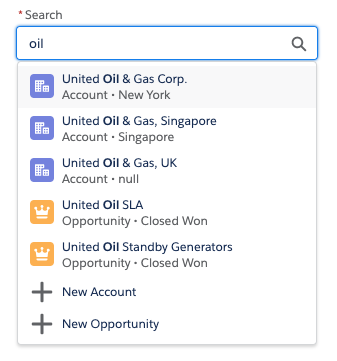 * Search
oil
United Oil & Gas Corp.
Account • New York
United Oil & Gas, Singapore
Account • Singapore
United Oil & Gas, UK
Account • null
United Oil SLA
Opportunity • Closed Won
United Oil Standby Generators
Opportunity • Closed Won
New Account
New Opportunity